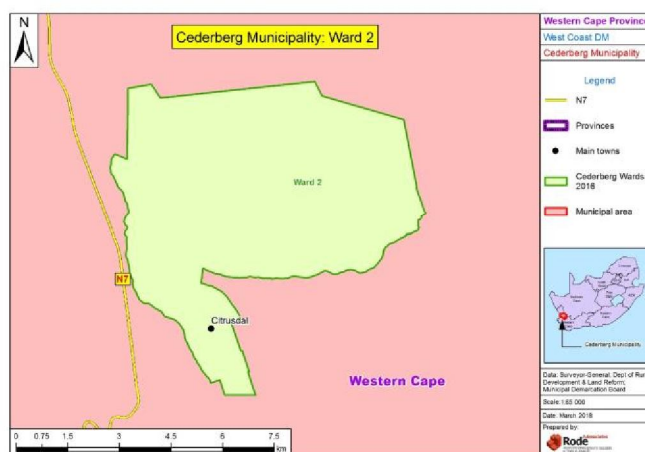 N
Cederberg Municipality: Ward 2
Ward 2
N7
Citrusdal
Western Cape
0 0.75 1.5 3 4.5 6 7.5
km
Western Cape Province
West Coast DM
Cederberg Municipality
Legend
N7
Provinces
Main towns
Cederberg Wards
2016
Municipal area
Cederberg Municipality
Data: Surveyor-General, Dept of Rur
Development & Land Reform,
Municipal Demarcation Board
Scale:1:65 000
Date: March 2018
Prepared by:
Rode